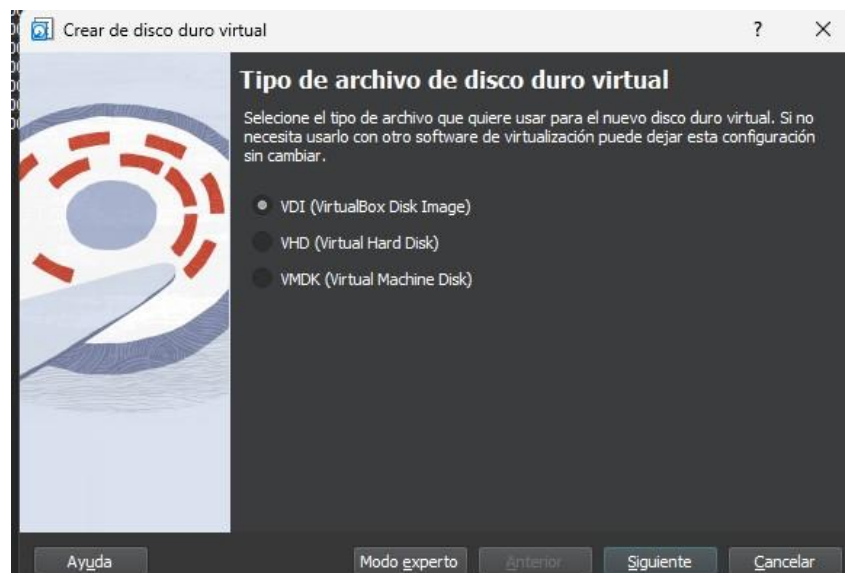 Crear de disco duro virtual
?
Tipo de archivo de disco duro virtual
Selecione el tipo de archivo que quiere usar para el nuevo disco duro virtual. Si no
necesita usarlo con otro software de virtualización puede dejar esta configuración
sin cambiar.
VDI (VirtualBox Disk Image)
VHD (Virtual Hard Disk)
VMDK (Virtual Machine Disk)
Ayuda Modo experto Anterior Siguiente Cancelar